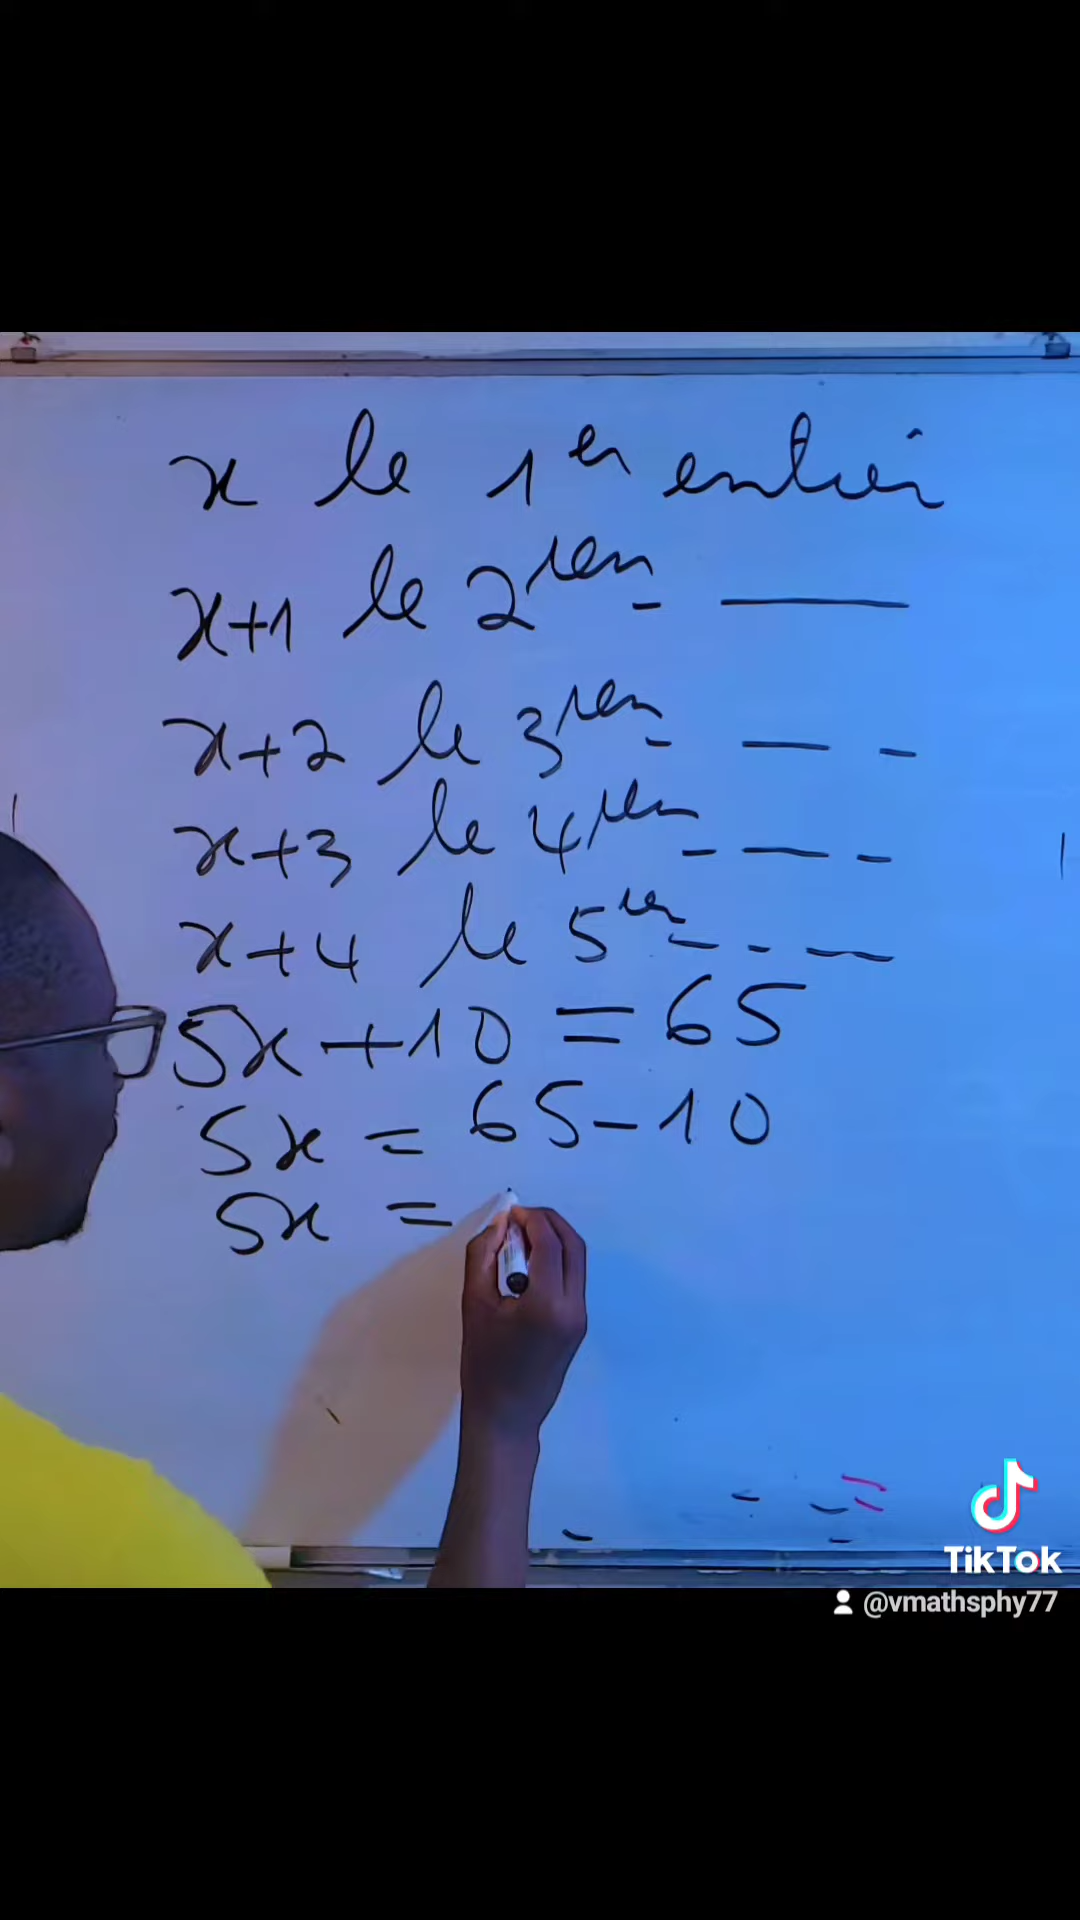 x le 1er entier
x+1 le 2ième - ———
x+2 le 3ième - — -
x+3 le 4ième - — -
x+4 le 5ième - - —
5x+10 = 65
5x = 65-10
5x =
TikTok
@vmathsphy77